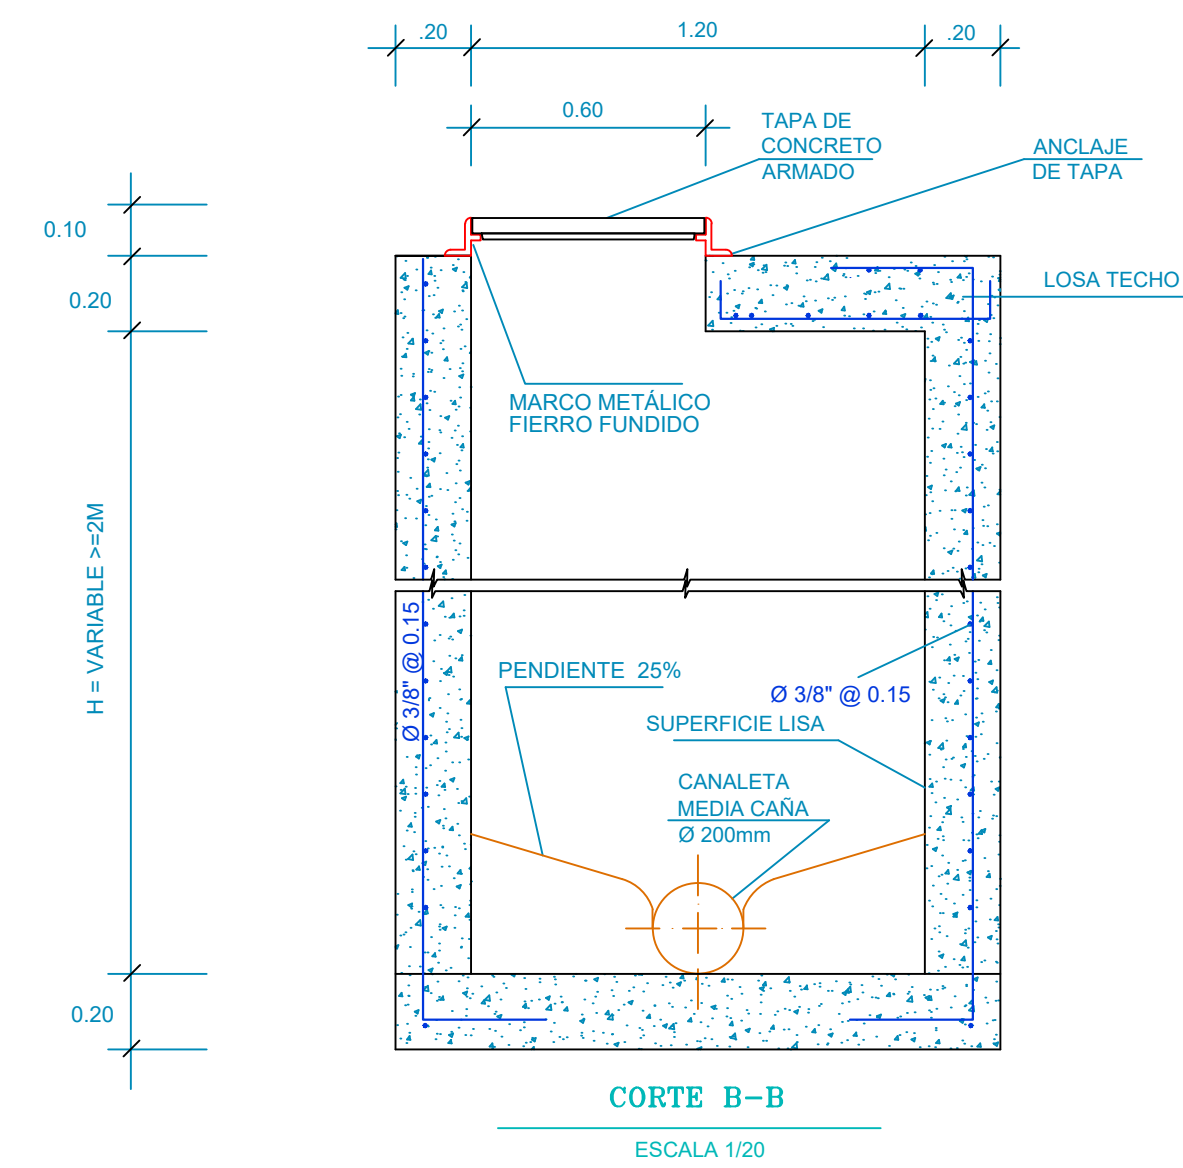 .20
1.20
.20
0.60
TAPA DE
CONCRETO
ARMADO
ANCLAJE
DE TAPA
0.10
0.20
LOSA TECHO
MARCO METÁLICO
FIERRO FUNDIDO
H = VARIABLE >=2M
Ø 3/8" @ 0.15
PENDIENTE 25%
Ø 3/8" @ 0.15
SUPERFICIE LISA
CANALETA
MEDIA CAÑA
Ø 200mm
0.20
CORTE B-B
ESCALA 1/20